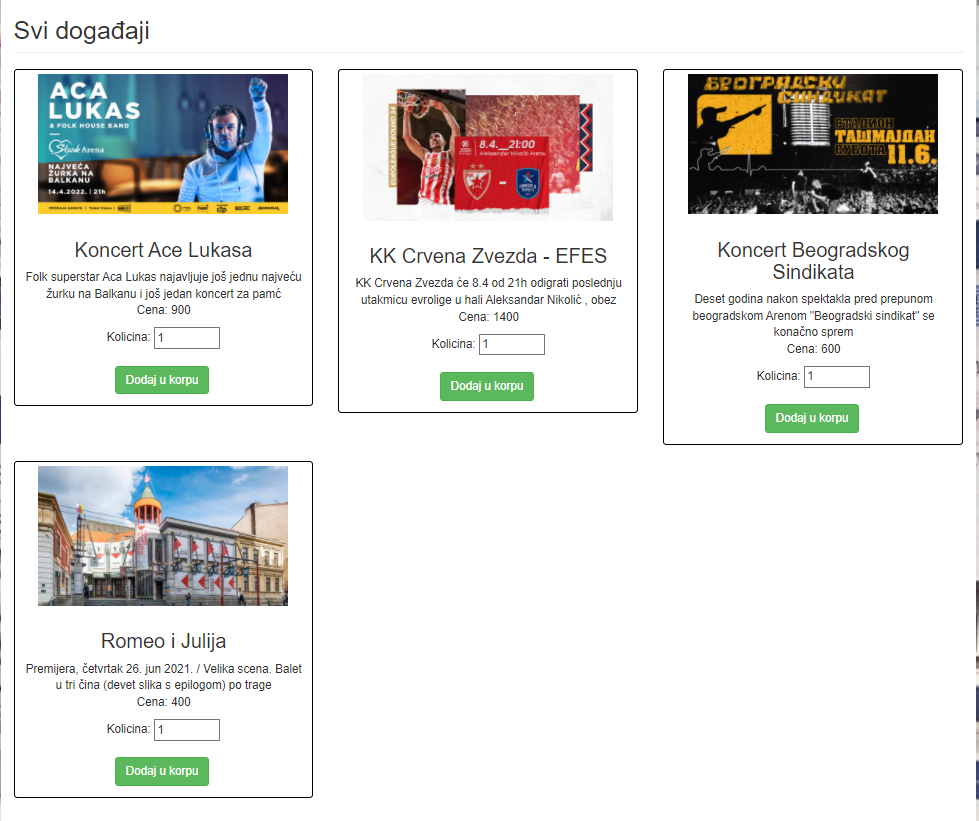 Svi događaji
ACA
LUKAS
& FOLK HOUSE BAND
Štark Arena
NAJVEĆA
ŽURKA NA
BALKANU
14.4.2022. | 21h
Koncert Ace Lukasa
Folk superstar Aca Lukas najavljuje još jednu najveću
žurku na Balkanu i još jedan koncert za pamć
Cena: 900
Kolicina: 1
Dodaj u korpu
8.4.__21:00
Aleksandar Nikolić Arena
KK Crvena Zvezda - EFES
KK Crvena Zvezda će 8.4 od 21h odigrati poslednju
utakmicu evrolige u hali Aleksandar Nikolić , obez
Cena: 1400
Kolicina: 1
Dodaj u korpu
БЕОГРАДСКИ
СИНДИКАТ
СТАДИОН
ТАШМАЈДАН
СУБОТА 11.6.
Koncert Beogradskog
Sindikata
Deset godina nakon spektakla pred prepunom
beogradskom Arenom "Beogradski sindikat" se
konačno sprem
Cena: 600
Kolicina: 1
Dodaj u korpu
Romeo i Julija
Premijera, četvrtak 26. jun 2021. / Velika scena. Balet
u tri čina (devet slika s epilogom) po trage
Cena: 400
Kolicina: 1
Dodaj u korpu